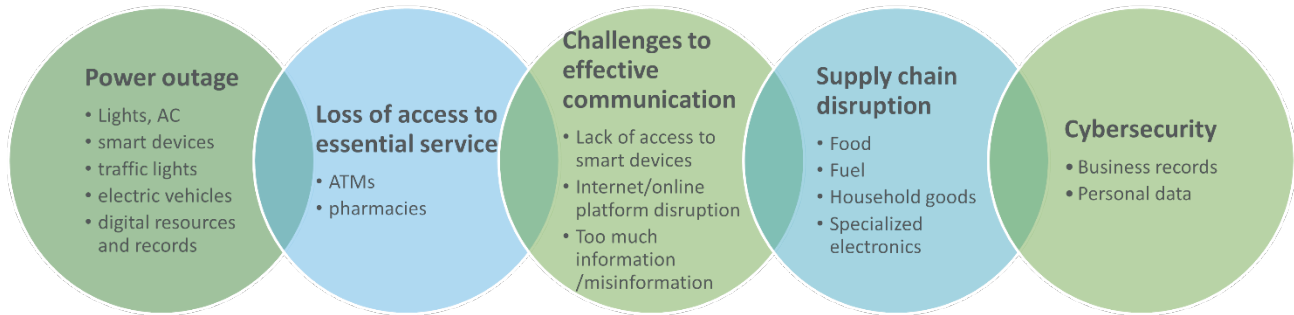 Power outage
• Lights, AC
• smart devices
• traffic lights
• electric vehicles
• digital resources
and records
Loss of access to
essential service
• ATMs
• pharmacies
Challenges to
effective
communication
• Lack of access to
smart devices
• Internet/online
platform disruption
• Too much
information
/misinformation
Supply chain
disruption
• Food
• Fuel
• Household goods
• Specialized
electronics
Cybersecurity
• Business records
• Personal data